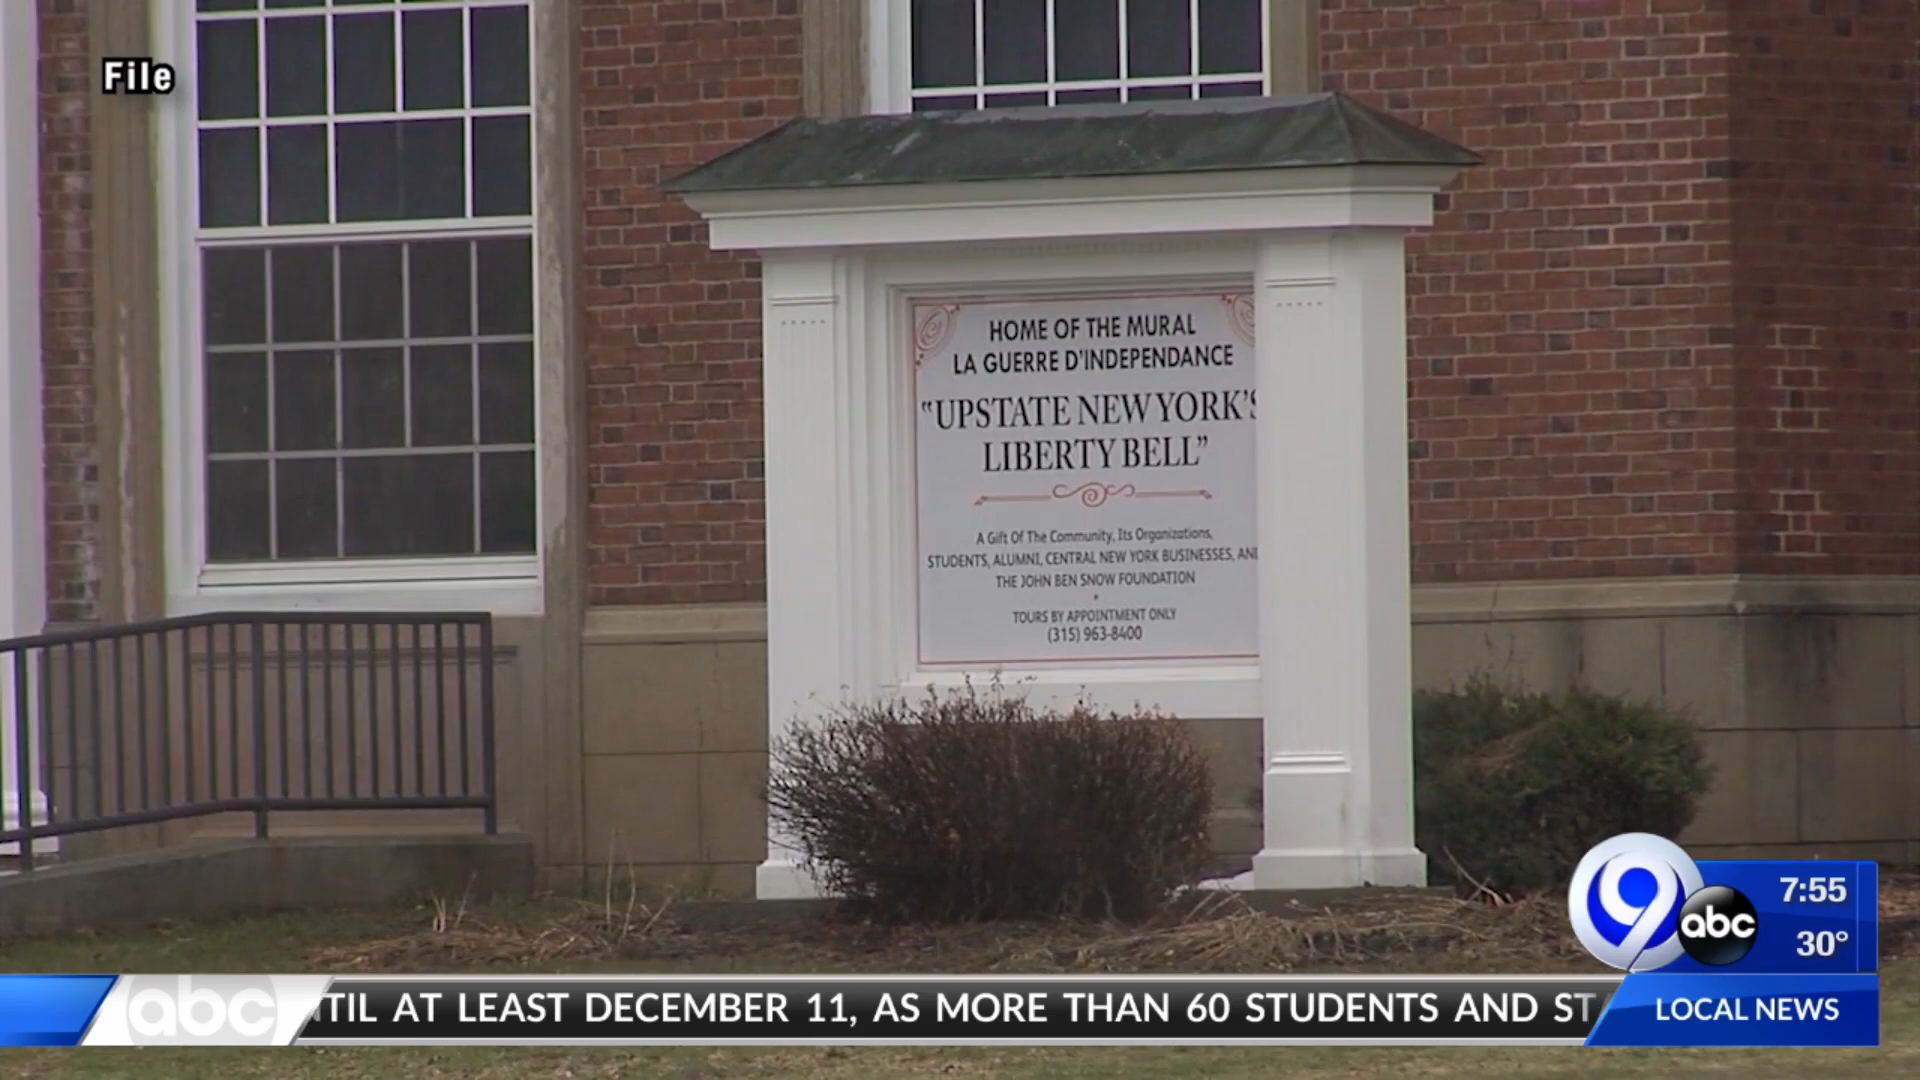 File
HOME OF THE MURAL
LA GUERRE D'INDEPENDANCE
"UPSTATE NEW YORK'S
LIBERTY BELL"
A Gift Of The Community, Its Organizations,
STUDENTS, ALUMNI, CENTRAL NEW YORK BUSINESSES, AND
THE JOHN BEN SNOW FOUNDATION
TOURS BY APPOINTMENT ONLY
(315) 963-8400
9 abc 7:55
30°
abc TIL AT LEAST DECEMBER 11, AS MORE THAN 60 STUDENTS AND ST
LOCAL NEWS